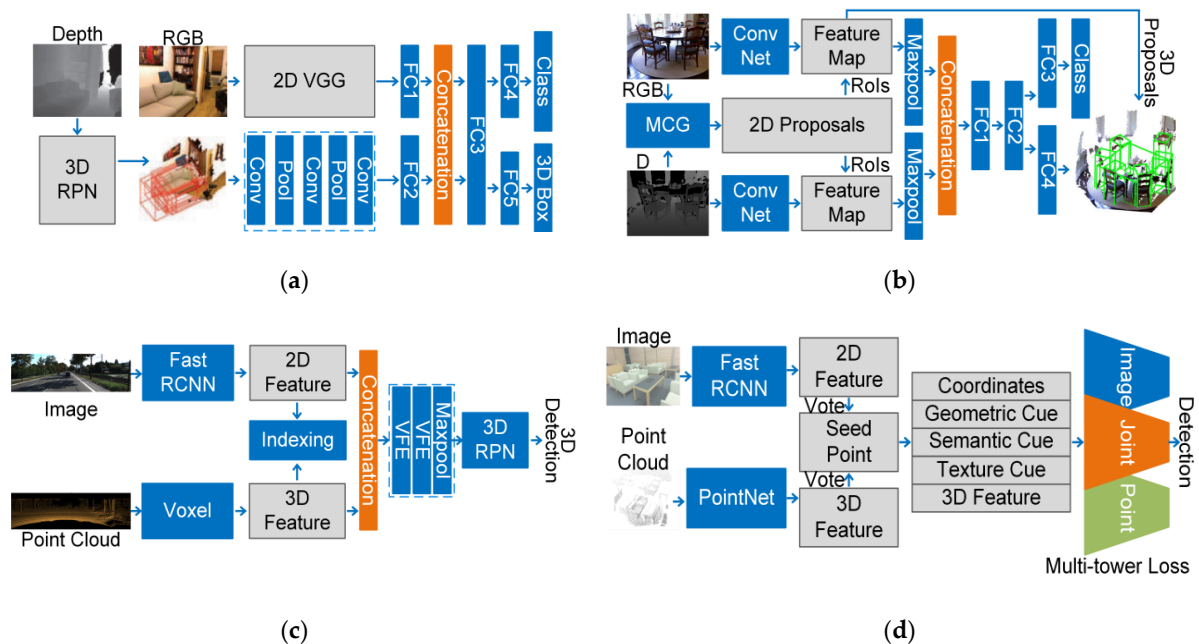 Depth
RGB
2D VGG
FC1
Concatenation
FC3
FC4
Class
3D
RPN
Conv
Pool
Conv
Pool
Conv
FC2
FC5
3D Box
(a)
RGB
Conv
Net
Feature
Map
Maxpool
Concatenation
FC3
Class
3D
Proposals
RoIs
MCG
2D Proposals
FC1
FC2
D
RoIs
Conv
Net
Feature
Map
Maxpool
FC4
(b)
Image
Fast
RCNN
2D
Feature
Concatenation
Indexing
VFE
VFE
Maxpool
3D
RPN
3D
Detection
Point Cloud
Voxel
3D
Feature
(c)
Image
Fast
RCNN
2D
Feature
Vote
Seed
Point
Point
Cloud
PointNet
Vote
3D
Feature
Coordinates
Geometric Cue
Semantic Cue
Texture Cue
3D Feature
Image
Joint
Point
Detection
Multi-tower Loss
(d)